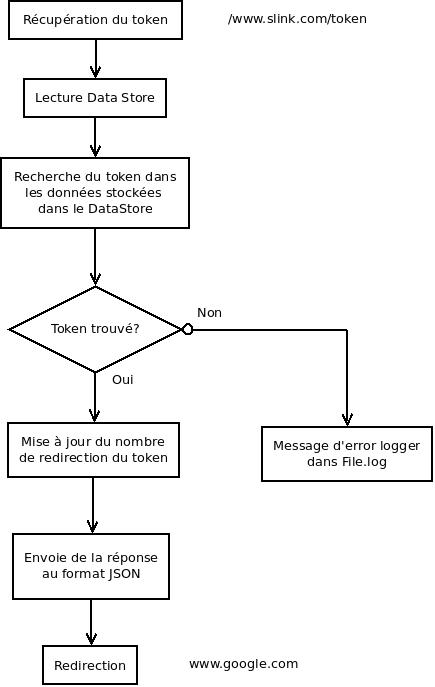 Récupération du token
/www.slink.com/token
Lecture Data Store
Recherche du token dans
les données stockées
dans le DataStore
Token trouvé?
Non
Oui
Mise à jour du nombre
de redirection du token
Message d'error logger
dans File.log
Envoie de la réponse
au format JSON
Redirection
www.google.com